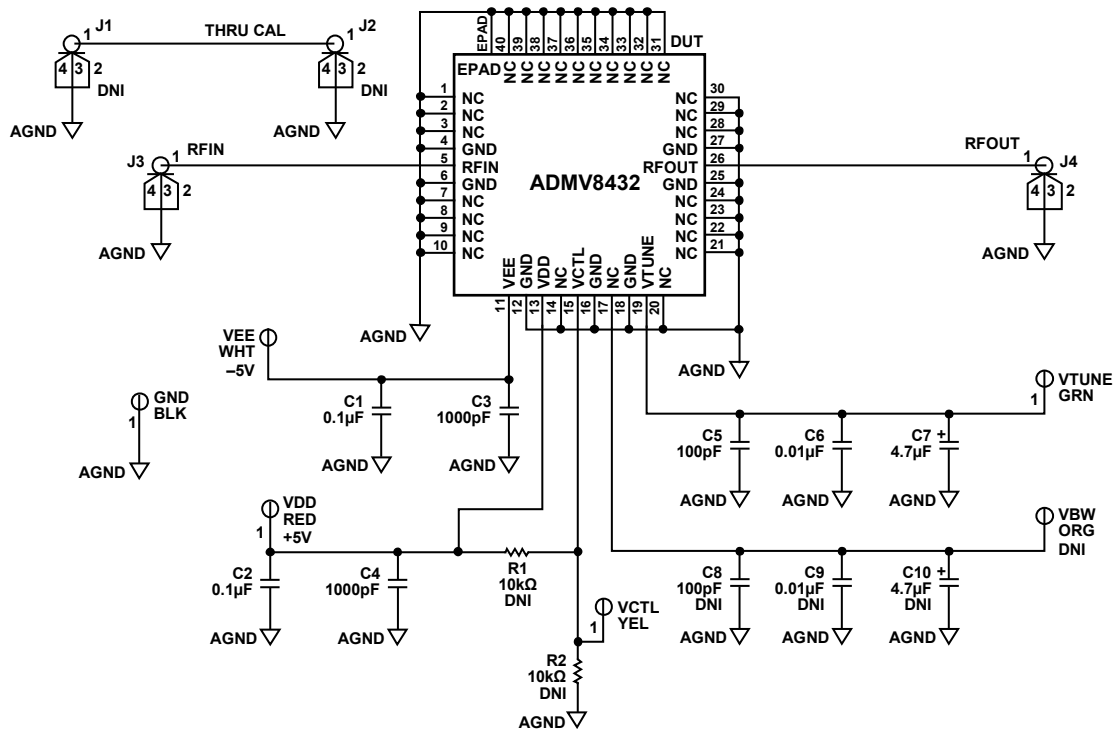 J1
THRU CAL
J2
1
1
4 3 2
DNI
4 3 2
DNI
AGND
AGND
EPAD 40 39 38 37 36 35 34 33 32 31
DUT
EPAD NC NC NC NC NC NC NC NC NC NC
1 NC
2 NC
3 NC
4 GND
5 RFIN
6 GND
7 NC
8 NC
9 NC
10 NC
ADMV8432
NC 30
NC 29
NC 28
GND 27
RFOUT 26
GND 25
NC 24
NC 23
NC 22
NC 21
VEE GND VDD NC VCTL GND NC GND VTUNE NC
11 12 13 14 15 16 17 18 19 20
J3
1
RFIN
4 3 2
AGND
RFOUT
1
J4
4 3 2
AGND
AGND
AGND
VEE
WHT
–5V
1
C1
0.1µF
AGND
C3
1000pF
AGND
GND
BLK
1
AGND
VTUNE
GRN
1
C5
100pF
AGND
C6
0.01µF
AGND
C7 +
4.7µF
AGND
VDD
RED
+5V
1
C2
0.1µF
AGND
C4
1000pF
AGND
R1
10kΩ
DNI
VBW
ORG
DNI
1
C8
100pF
DNI
AGND
C9
0.01µF
DNI
AGND
C10 +
4.7µF
DNI
AGND
VCTL
YEL
1
R2
10kΩ
DNI
AGND